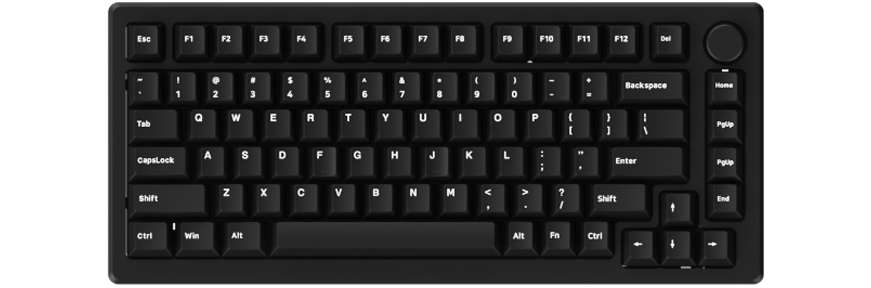 Esc F1 F2 F3 F4 F5 F6 F7 F8 F9 F10 F11 F12 Del
~ ! @ # $ % ^ & * ( ) _ + Backspace Home
` 1 2 3 4 5 6 7 8 9 0 - =
Tab Q W E R T Y U I O P { } ¦ PgUp
[ ] \
CapsLock A S D F G H J K L : " Enter PgUp
; '
Shift Z X C V B N M < > ? Shift ↑ End
, . /
Ctrl Win Alt Alt Fn Ctrl ← ↓ →